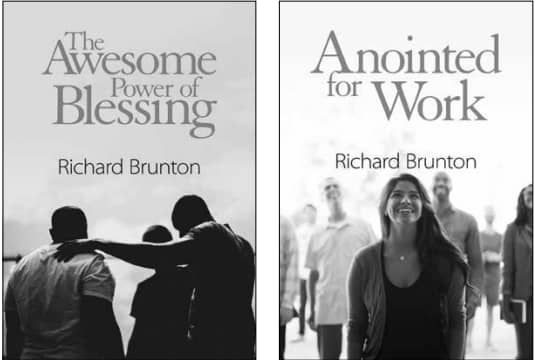 The
Awesome
Power of
Blessing
Richard Brunton
Anointed
for Work
Richard Brunton